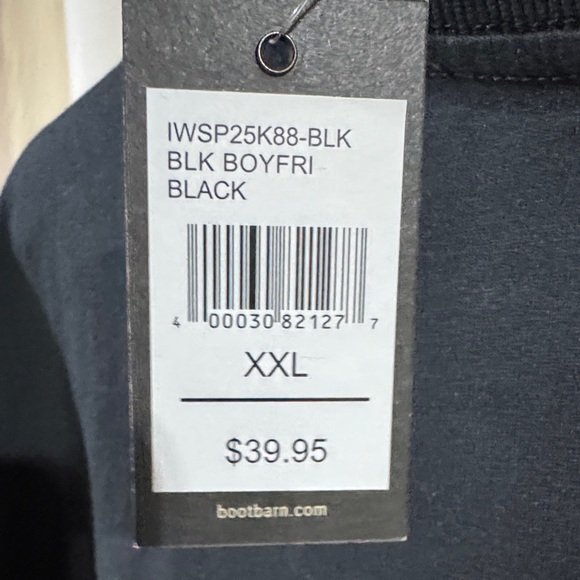 IWSP25K88-BLK
BLK BOYFRI
BLACK
4 00030 82127 7
XXL
$39.95
bootbarn.com